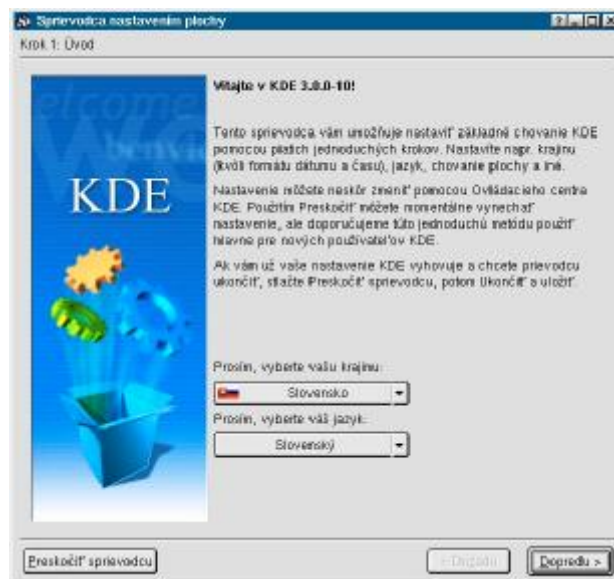 Sprievodca nastavením plochy
Krok 1: Úvod
elcome
benvi
KDE
Vitajte v KDE 3.0.0-10!
Tento sprievodca vám umožňuje nastaviť základné chovanie KDE
pomocou piatich jednoduchých krokov. Nastavíte napr. krajinu
(kvôli formátu dátumu a času), jazyk, chovanie plochy a iné.
Nastavenie môžete neskôr zmeniť pomocou Ovládacieho centra
KDE. Použitím Preskočiť môžete momentálne vynechať
nastavenie, ale doporučujeme túto jednoduchú metódu použiť
hlavne pre nových používateľov KDE.
Ak vám už vaše nastavenie KDE vyhovuje a chcete prievodcu
ukončiť, stlačte Preskočiť sprievodcu, potom Ukončiť a uložiť.
Prosím, vyberte vašu krajinu:
Slovensko
Prosím, vyberte váš jazyk:
Slovenský
Preskočiť sprievodcu
Dopredu >